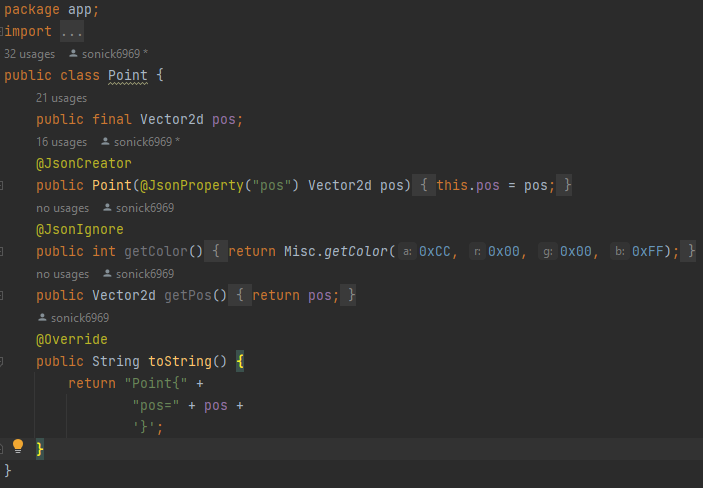 package app;
import ...
32 usages sonick6969 *
public class Point {
21 usages
public final Vector2d pos;
16 usages sonick6969 *
@JsonCreator
public Point(@JsonProperty("pos") Vector2d pos) { this.pos = pos; }
no usages sonick6969
@JsonIgnore
public int getColor() { return Misc.getColor( a: 0xCC, r: 0x00, g: 0x00, b: 0xFF); }
no usages sonick6969
public Vector2d getPos() { return pos; }
sonick6969
@Override
public String toString() {
return "Point{" +
"pos=" + pos +
'}';
}
}